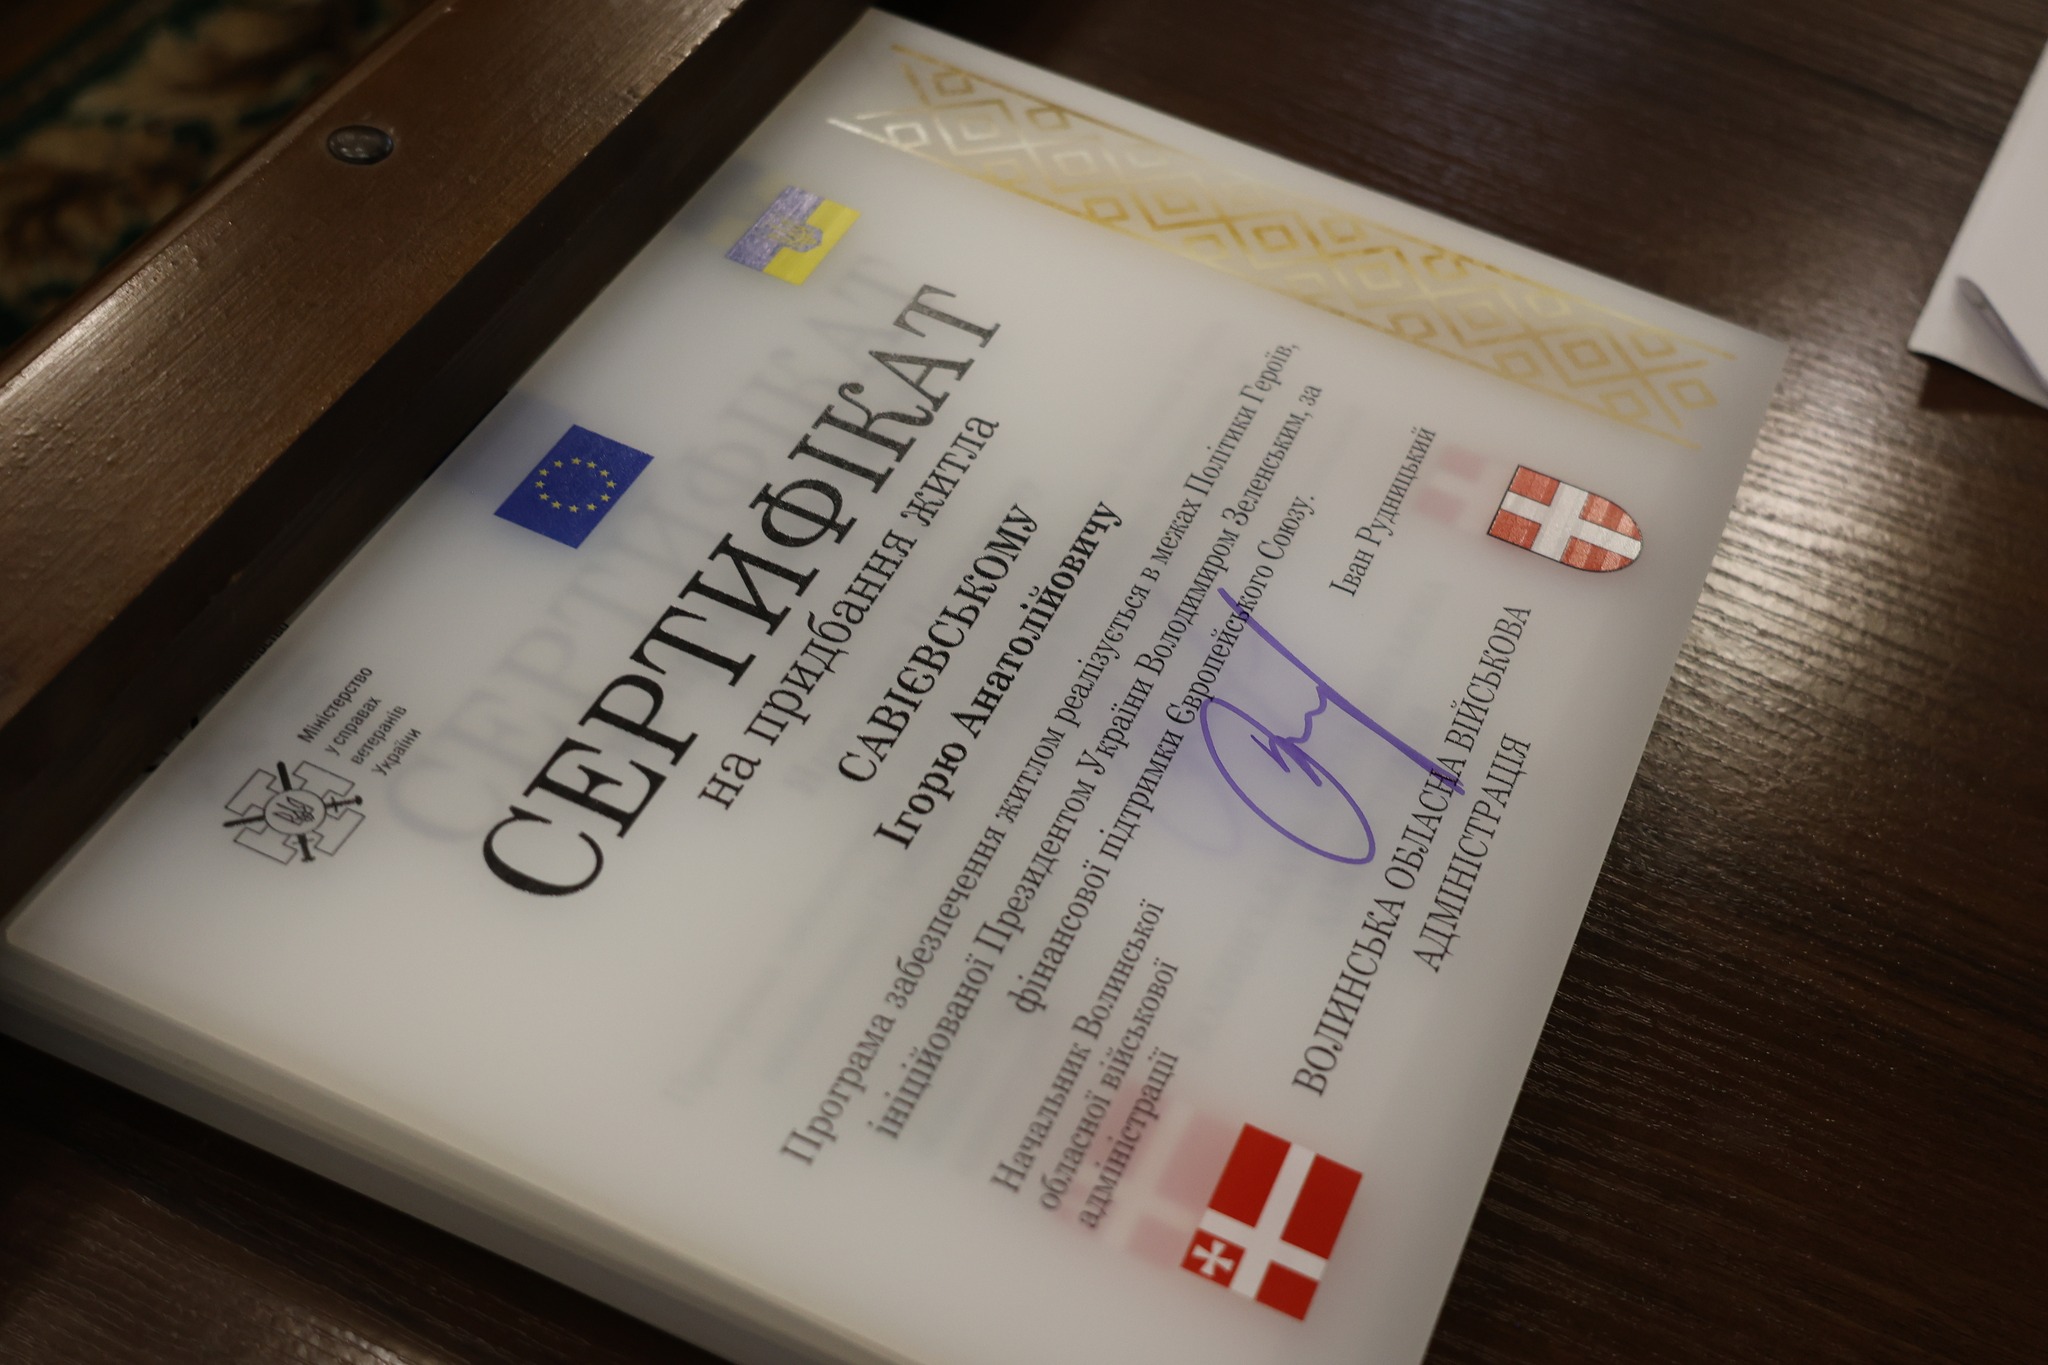 Міністерство
у справах
ветеранів
України
СЕРТИФІКАТ
на придбання житла
САВІЄВСЬКОМУ
Ігорю Анатолійовичу
Програма забезпечення житлом реалізується в межах Політики Героїв,
ініційованої Президентом України Володимиром Зеленським, за
фінансової підтримки Європейського Союзу.
Начальник Волинської
обласної військової
адміністрації
Іван Рудницький
ВОЛИНСЬКА ОБЛАСНА ВІЙСЬКОВА
АДМІНІСТРАЦІЯ